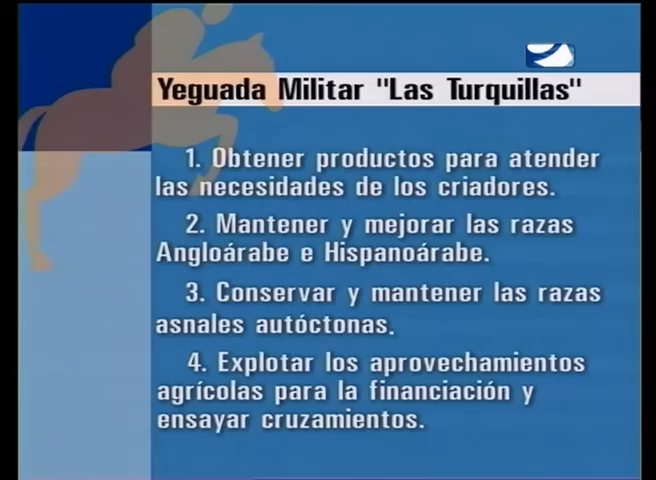 Yeguada Militar "Las Turquillas"
1. Obtener productos para atender
las necesidades de los criadores.
2. Mantener y mejorar las razas
Angloárabe e Hispanoárabe.
3. Conservar y mantener las razas
asnales autóctonas.
4. Explotar los aprovechamientos
agrícolas para la financiación y
ensayar cruzamientos.